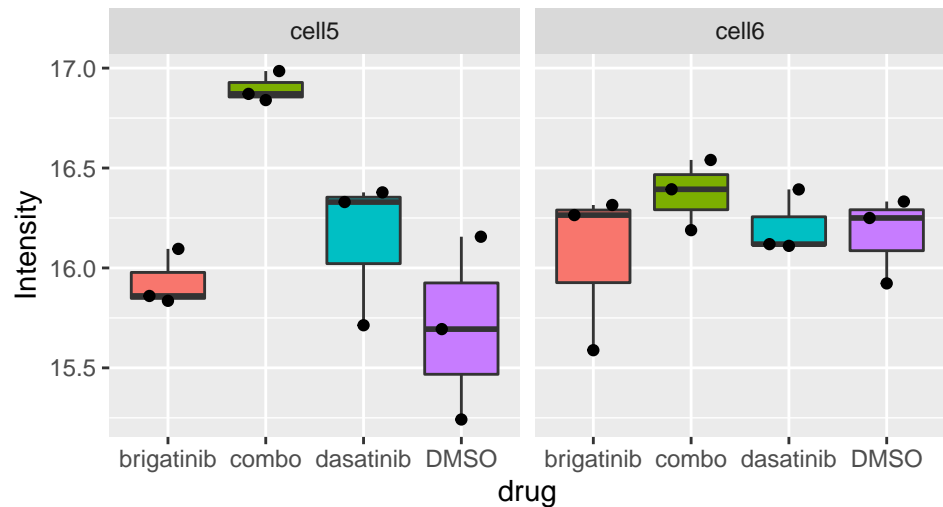 cell5 cell6
17.0
16.5
16.0
15.5
Intensity
brigatinib combo dasatinib DMSO brigatinib combo dasatinib DMSO
drug